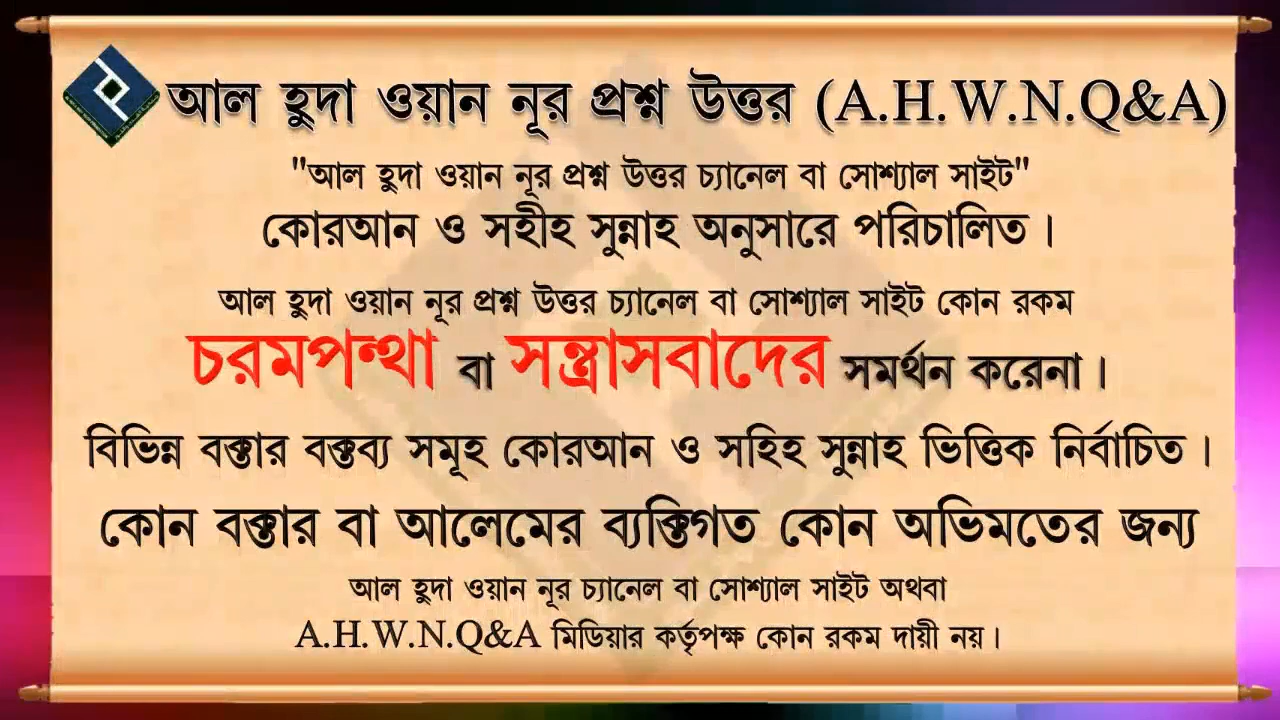 আল হুদা ওয়ান নূর প্রশ্ন উত্তর (A.H.W.N.Q&A)
"আল হুদা ওয়ান নূর প্রশ্ন উত্তর চ্যানেল বা সোশ্যাল সাইট"
কোরআন ও সহীহ সুন্নাহ অনুসারে পরিচালিত।
আল হুদা ওয়ান নূর প্রশ্ন উত্তর চ্যানেল বা সোশ্যাল সাইট কোন রকম
চরমপন্থা বা সন্ত্রাসবাদের সমর্থন করেনা।
বিভিন্ন বক্তার বক্তব্য সমূহ কোরআন ও সহিহ সুন্নাহ ভিত্তিক নির্বাচিত।
কোন বক্তার বা আলেমের ব্যক্তিগত কোন অভিমতের জন্য
আল হুদা ওয়ান নূর চ্যানেল বা সোশ্যাল সাইট অথবা
A.H.W.N.Q&A মিডিয়ার কর্তৃপক্ষ কোন রকম দায়ী নয়।